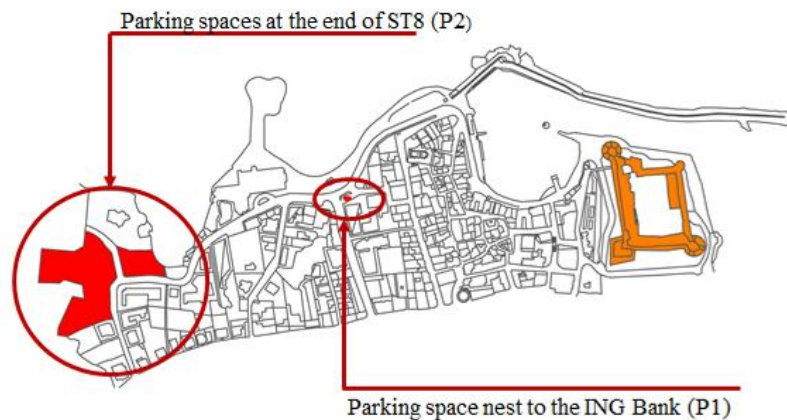 Parking spaces at the end of ST8 (P2)
Parking space nest to the ING Bank (P1)